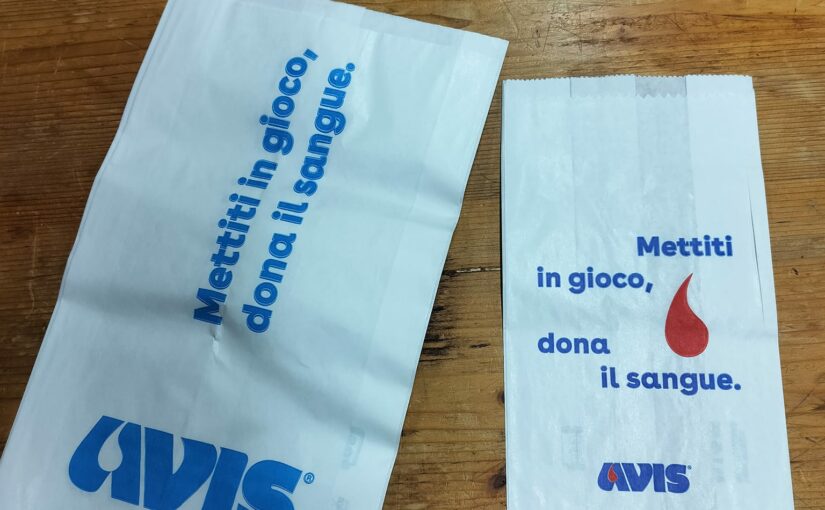 Mettiti in gioco,
dona il sangue.
AVIS®
Mettiti
in gioco,
dona
il sangue.
AVIS®